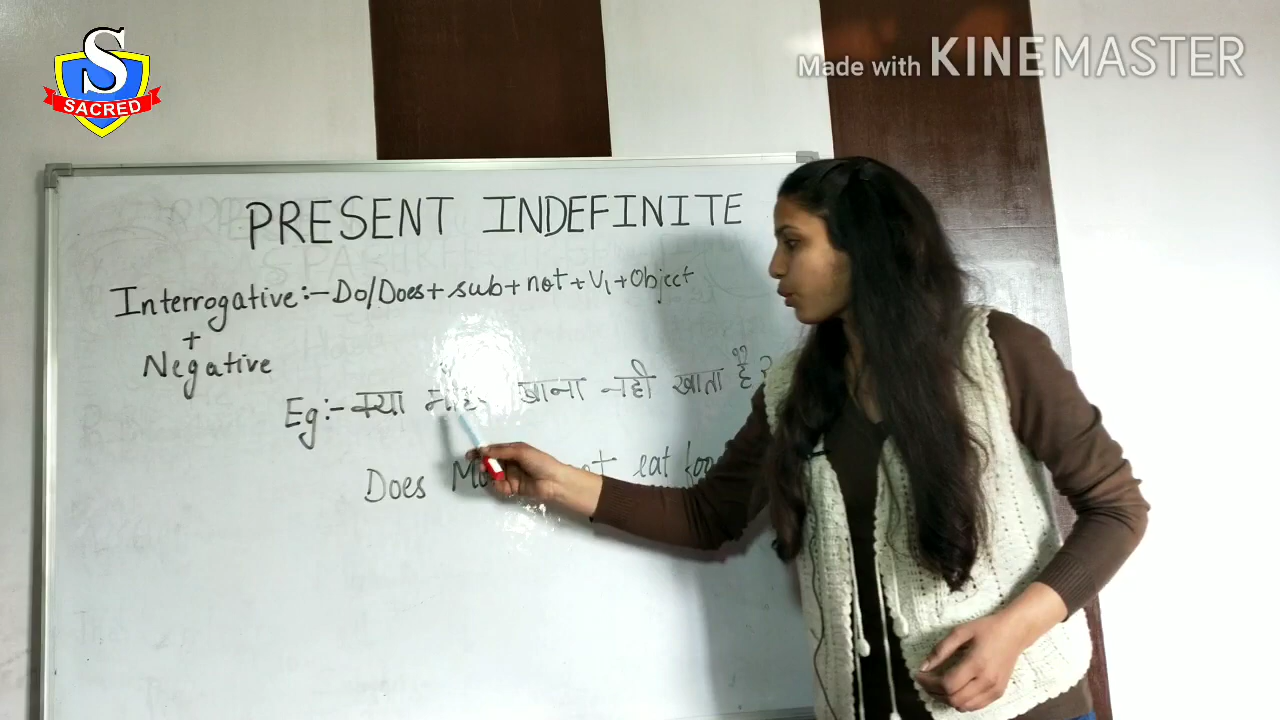 S
SACRED
Made with KINEMASTER
PRESENT INDEFINITE
Interrogative:- Do/Does + sub + not + V1 + Object
+
Negative
Eg:- क्या खाना नही खाता है ?
Does eat